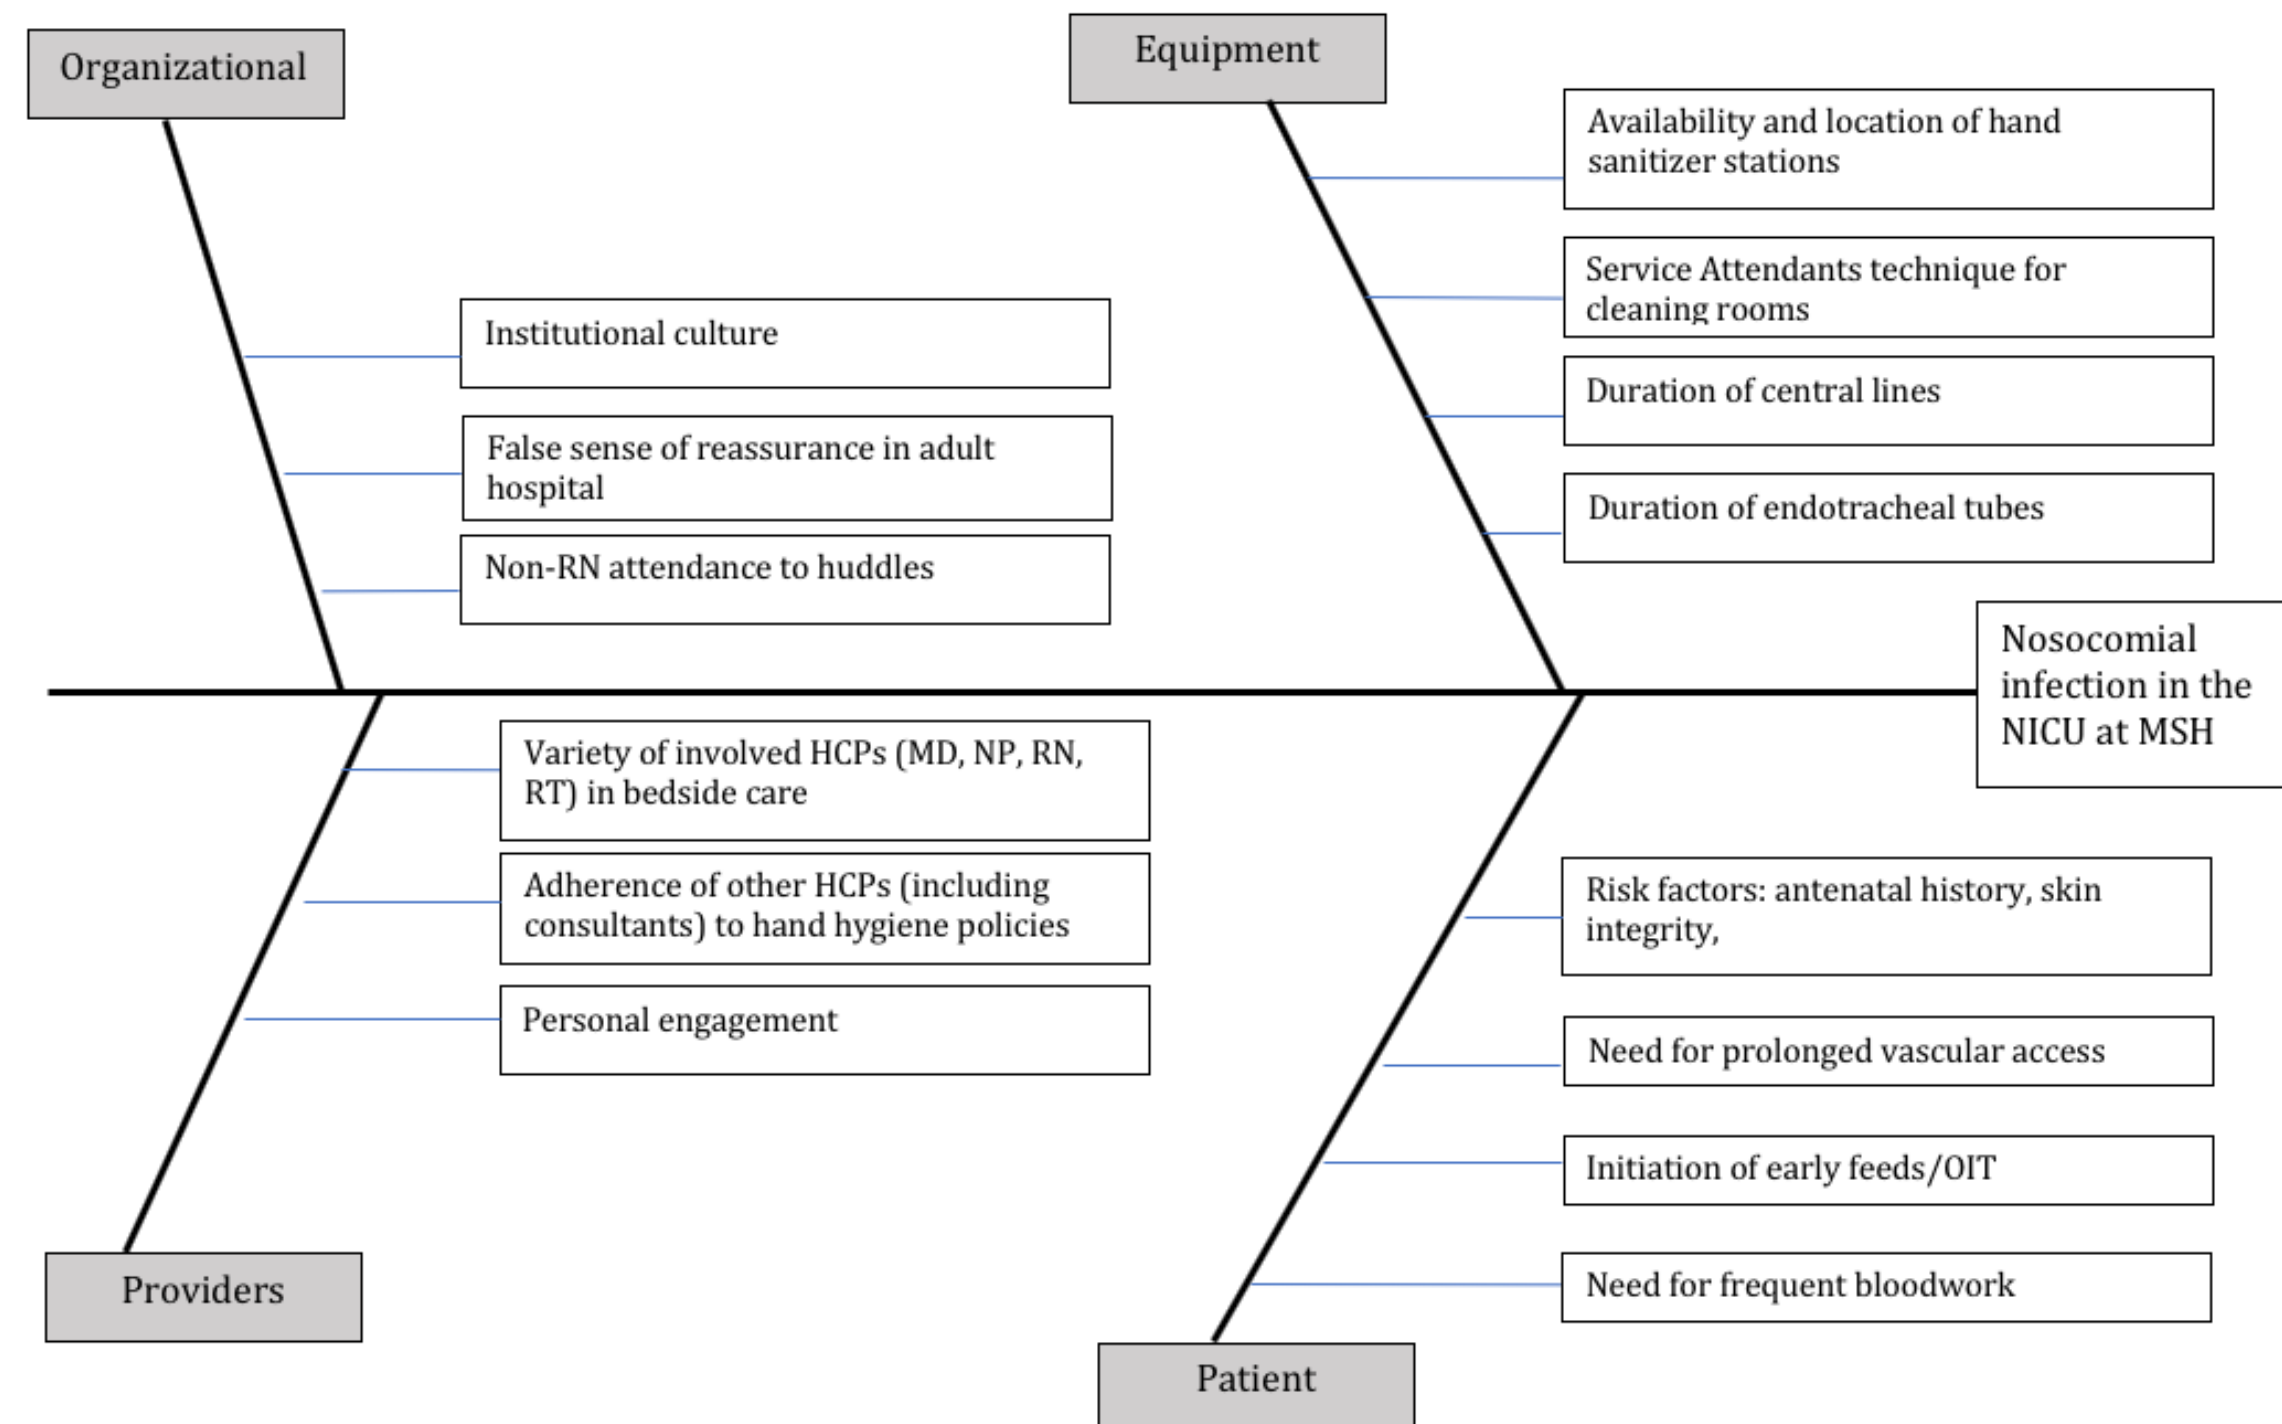 Organizational
Equipment
Availability and location of hand
sanitizer stations
Service Attendants technique for
cleaning rooms
Duration of central lines
Duration of endotracheal tubes
Institutional culture
False sense of reassurance in adult
hospital
Non-RN attendance to huddles
Nosocomial
infection in the
NICU at MSH
Variety of involved HCPs (MD, NP, RN,
RT) in bedside care
Adherence of other HCPs (including
consultants) to hand hygiene policies
Personal engagement
Risk factors: antenatal history, skin
integrity,
Need for prolonged vascular access
Initiation of early feeds/OIT
Need for frequent bloodwork
Providers
Patient